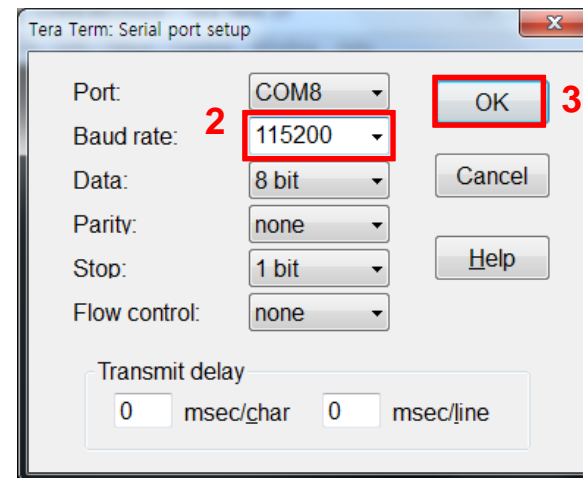 Tera Term: Serial port setup
Port: COM8 OK 3
Baud rate: 2 115200
Data: 8 bit Cancel
Parity: none
Stop: 1 bit Help
Flow control: none
Transmit delay
0 msec/char 0 msec/line